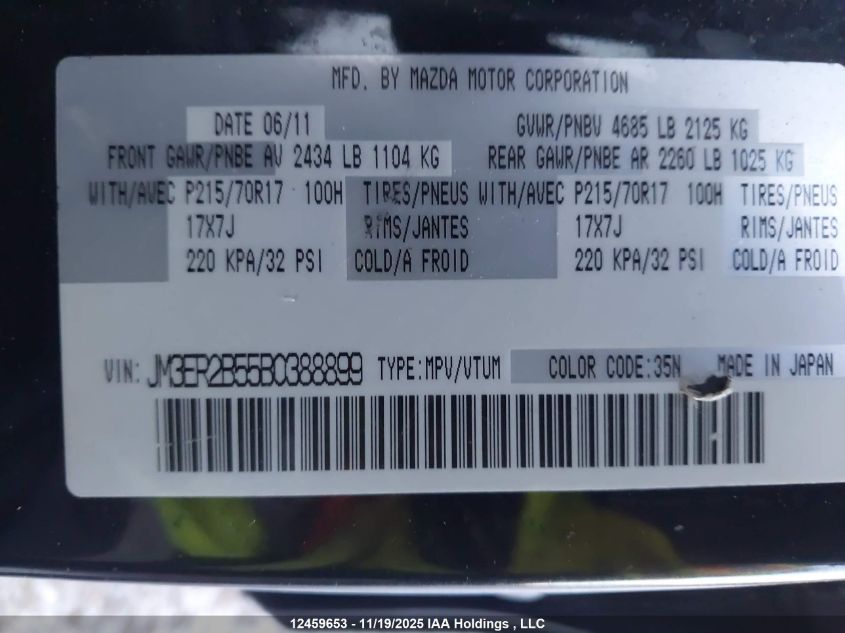 MFD. BY MAZDA MOTOR CORPORATION
DATE 06/11 GVWR/PNBV 4685 LB 2125 KG
FRONT GAWR/PNBE AV 2434 LB 1104 KG REAR GAWR/PNBE AR 2260 LB 1025 KG
WITH/AVEC P215/70R17 100H TIRES/PNEUS WITH/AVEC P215/70R17 100H TIRES/PNEUS
17X7J RIMS/JANTES 17X7J RIMS/JANTES
220 KPA/32 PSI COLD/A FROID 220 KPA/32 PSI COLD/A FROID
VIN: JM3ER2B55B0388899 TYPE:MPV/VTUM COLOR CODE:35N MADE IN JAPAN
12459653 - 11/19/2025 IAA Holdings , LLC